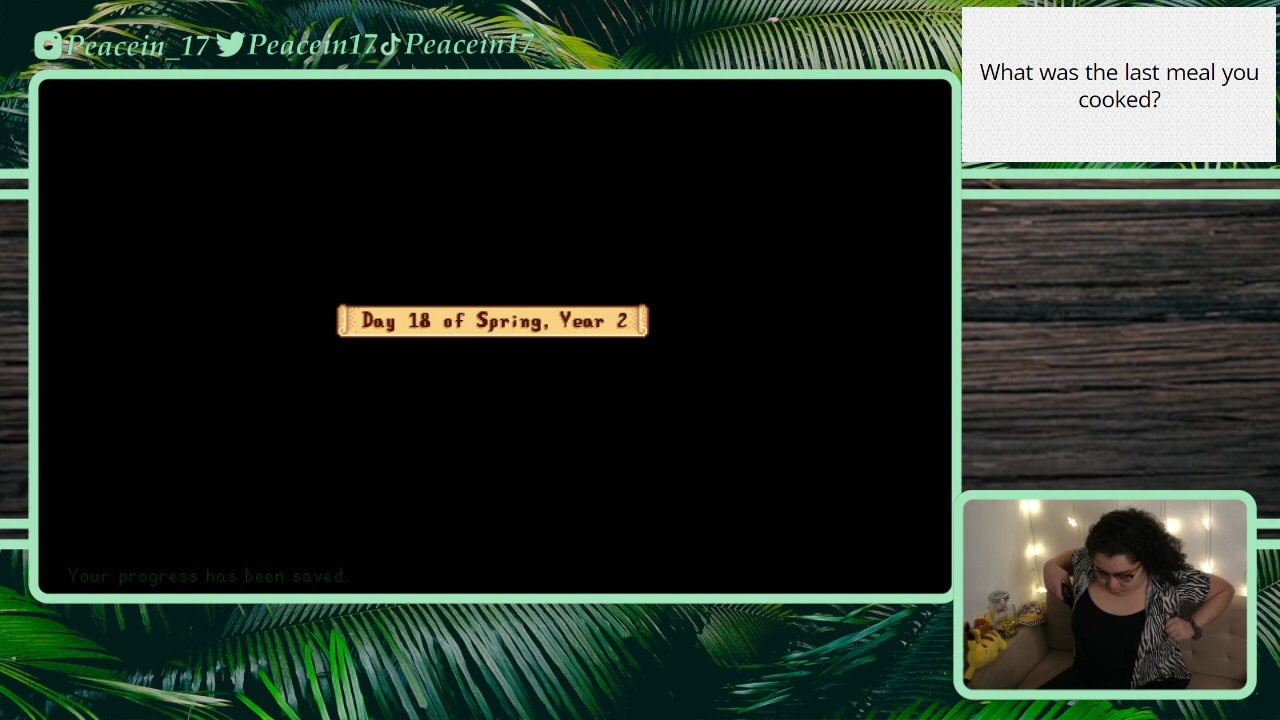 Peacein_17 Peacein17 Peacein17
What was the last meal you
cooked?
Day 18 of Spring, Year 2
Your progress has been saved.